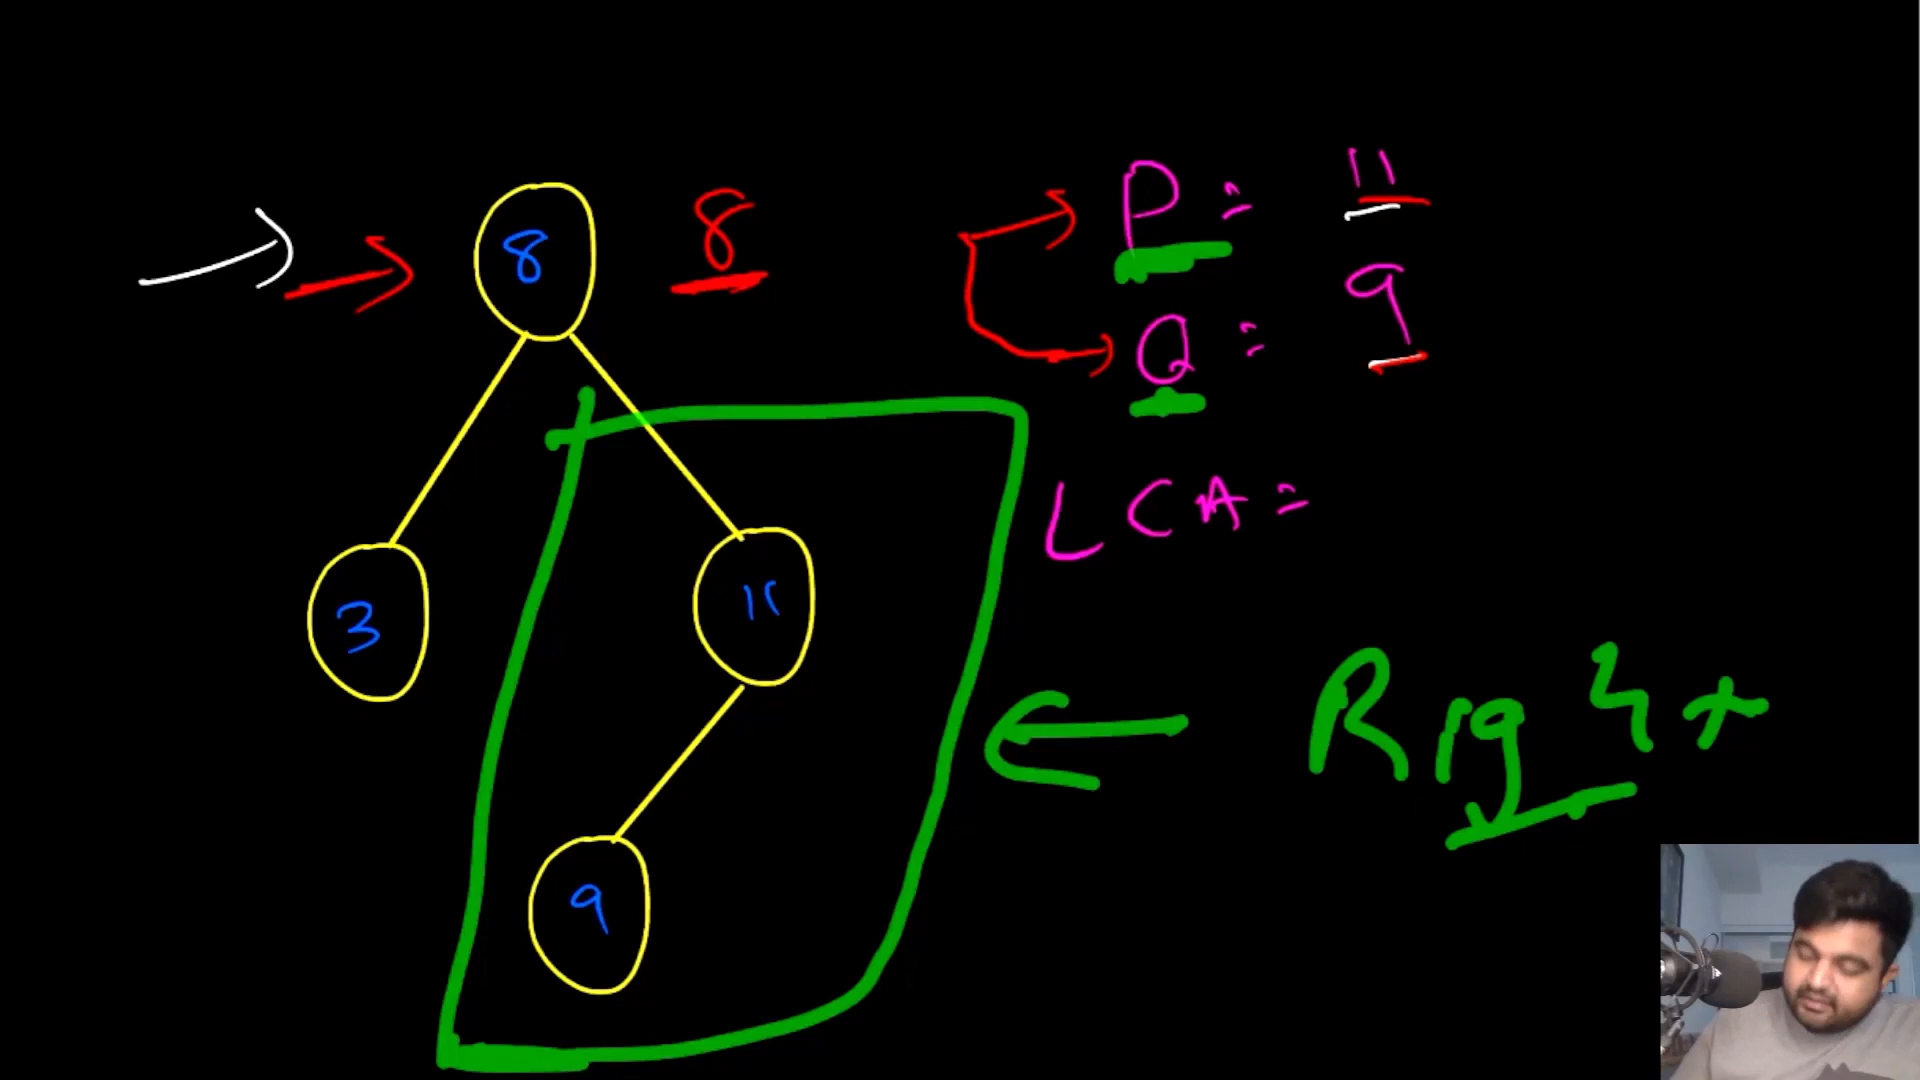 8
8
3
11
9
P = 11
Q = 9
LCA =
Right